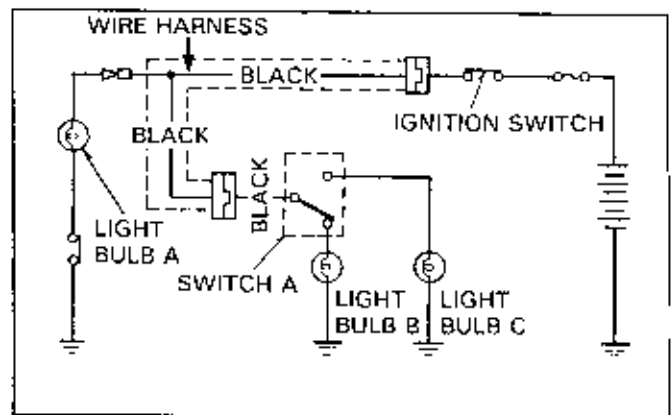 WIRE HARNESS
BLACK
IGNITION SWITCH
BLACK
BLACK
LIGHT
BULB A
SWITCH A
LIGHT
BULB B
LIGHT
BULB C